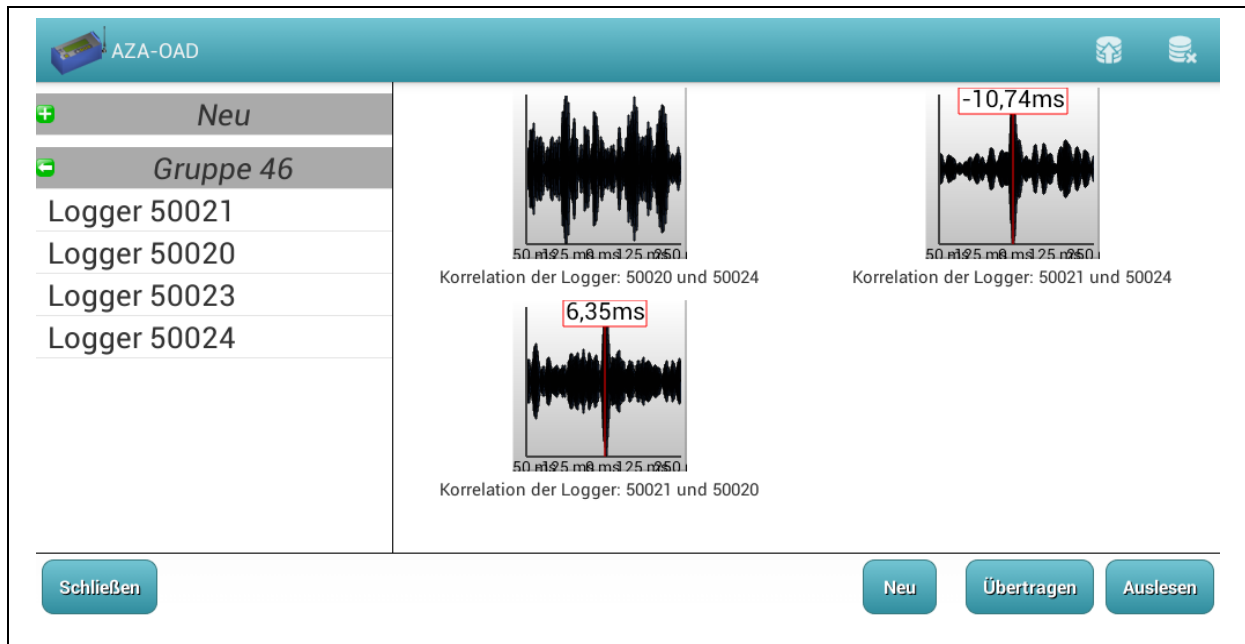 AZA-OAD
Neu
Gruppe 46
Logger 50021
Logger 50020
Logger 50023
Logger 50024
Korrelation der Logger: 50020 und 50024
-10,74ms
Korrelation der Logger: 50021 und 50024
6,35ms
Korrelation der Logger: 50021 und 50020
Schließen
Neu
Übertragen
Auslesen